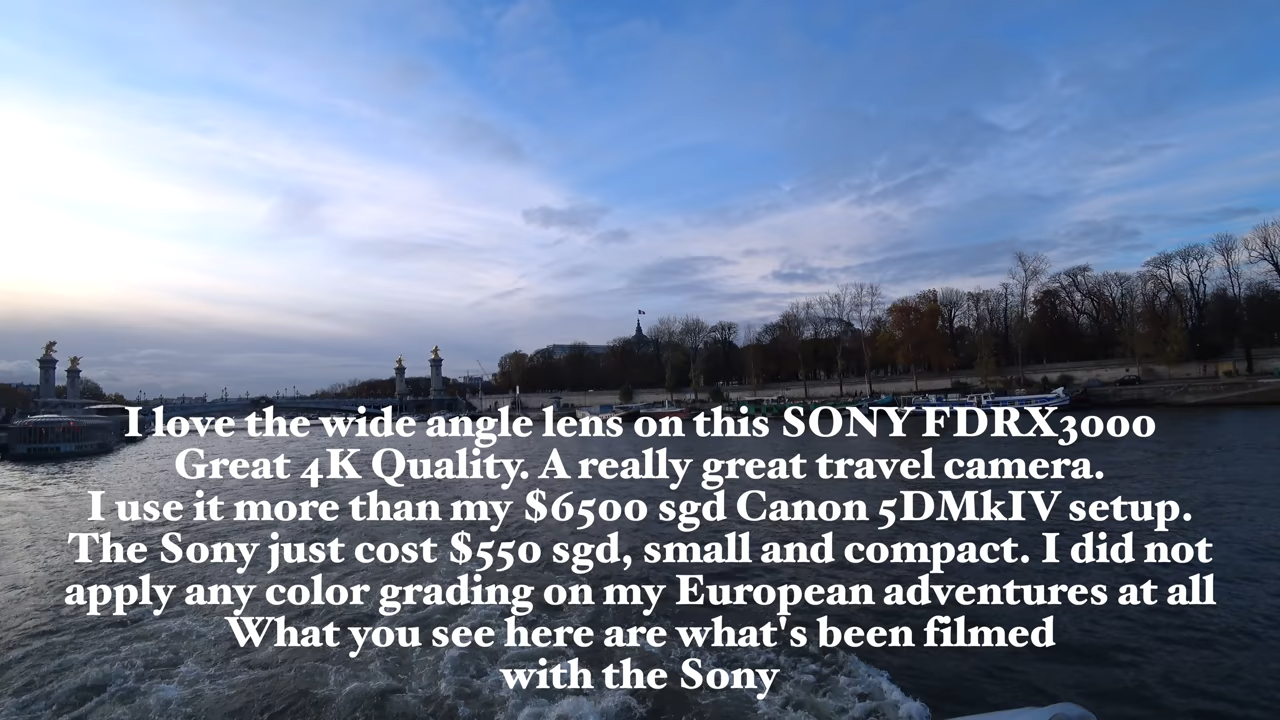 I love the wide angle lens on this SONY FDRX3000
Great 4K Quality. A really great travel camera.
I use it more than my $6500 sgd Canon 5DMkIV setup.
The Sony just cost $550 sgd, small and compact. I did not
apply any color grading on my European adventures at all
What you see here are what's been filmed
with the Sony